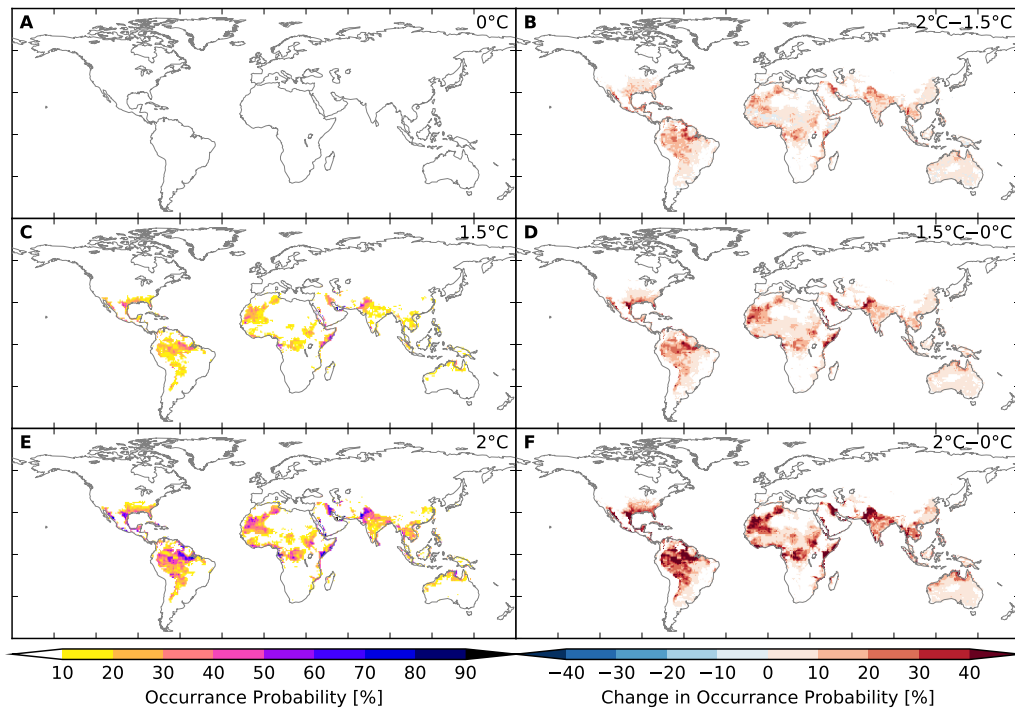 A 0°C
B 2°C−1.5°C
C 1.5°C
D 1.5°C−0°C
E 2°C
F 2°C−0°C
10 20 30 40 50 60 70 80 90
Occurrance Probability [%]
−40 −30 −20 −10 0 10 20 30 40
Change in Occurrance Probability [%]